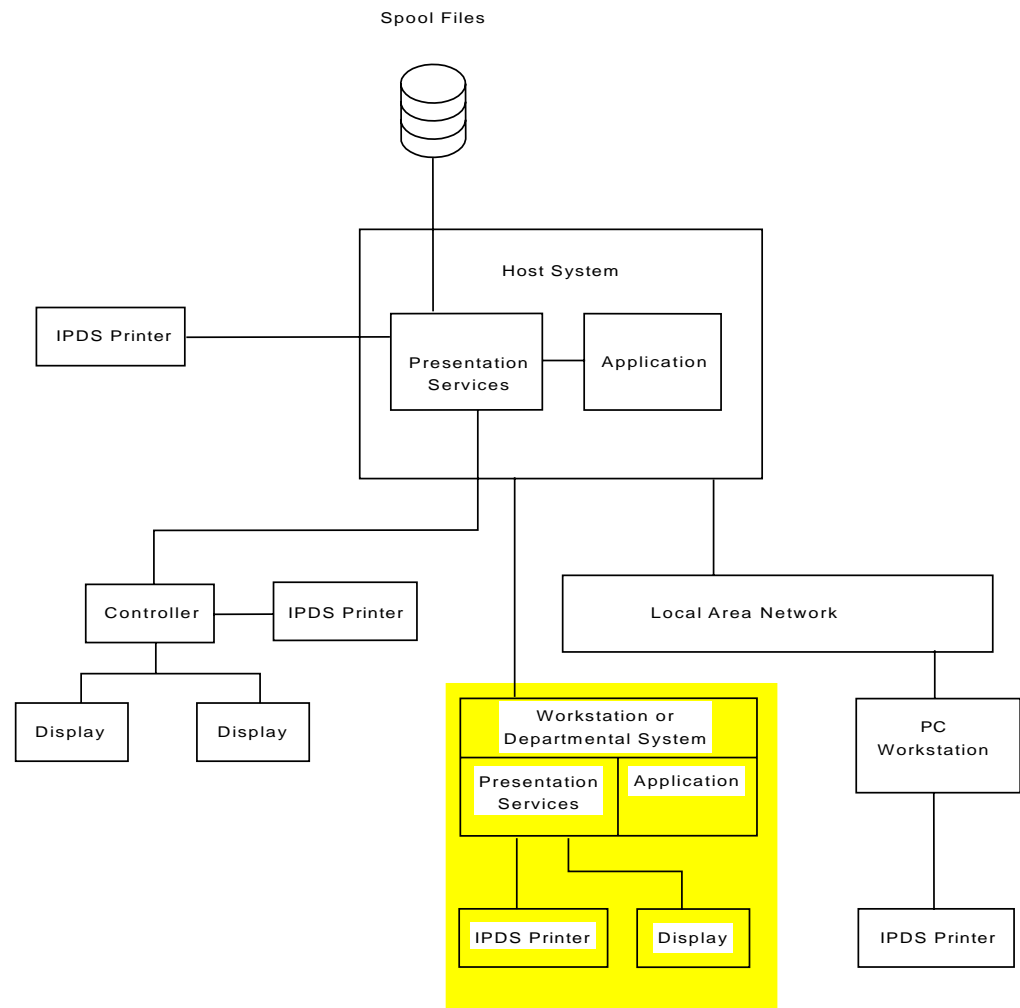 Spool Files
Host System
IPDS Printer
Presentation
Services
Application
Controller
IPDS Printer
Local Area Network
Display
Display
Workstation or
Departmental System
PC
Workstation
Presentation
Services
Application
IPDS Printer
Display
IPDS Printer